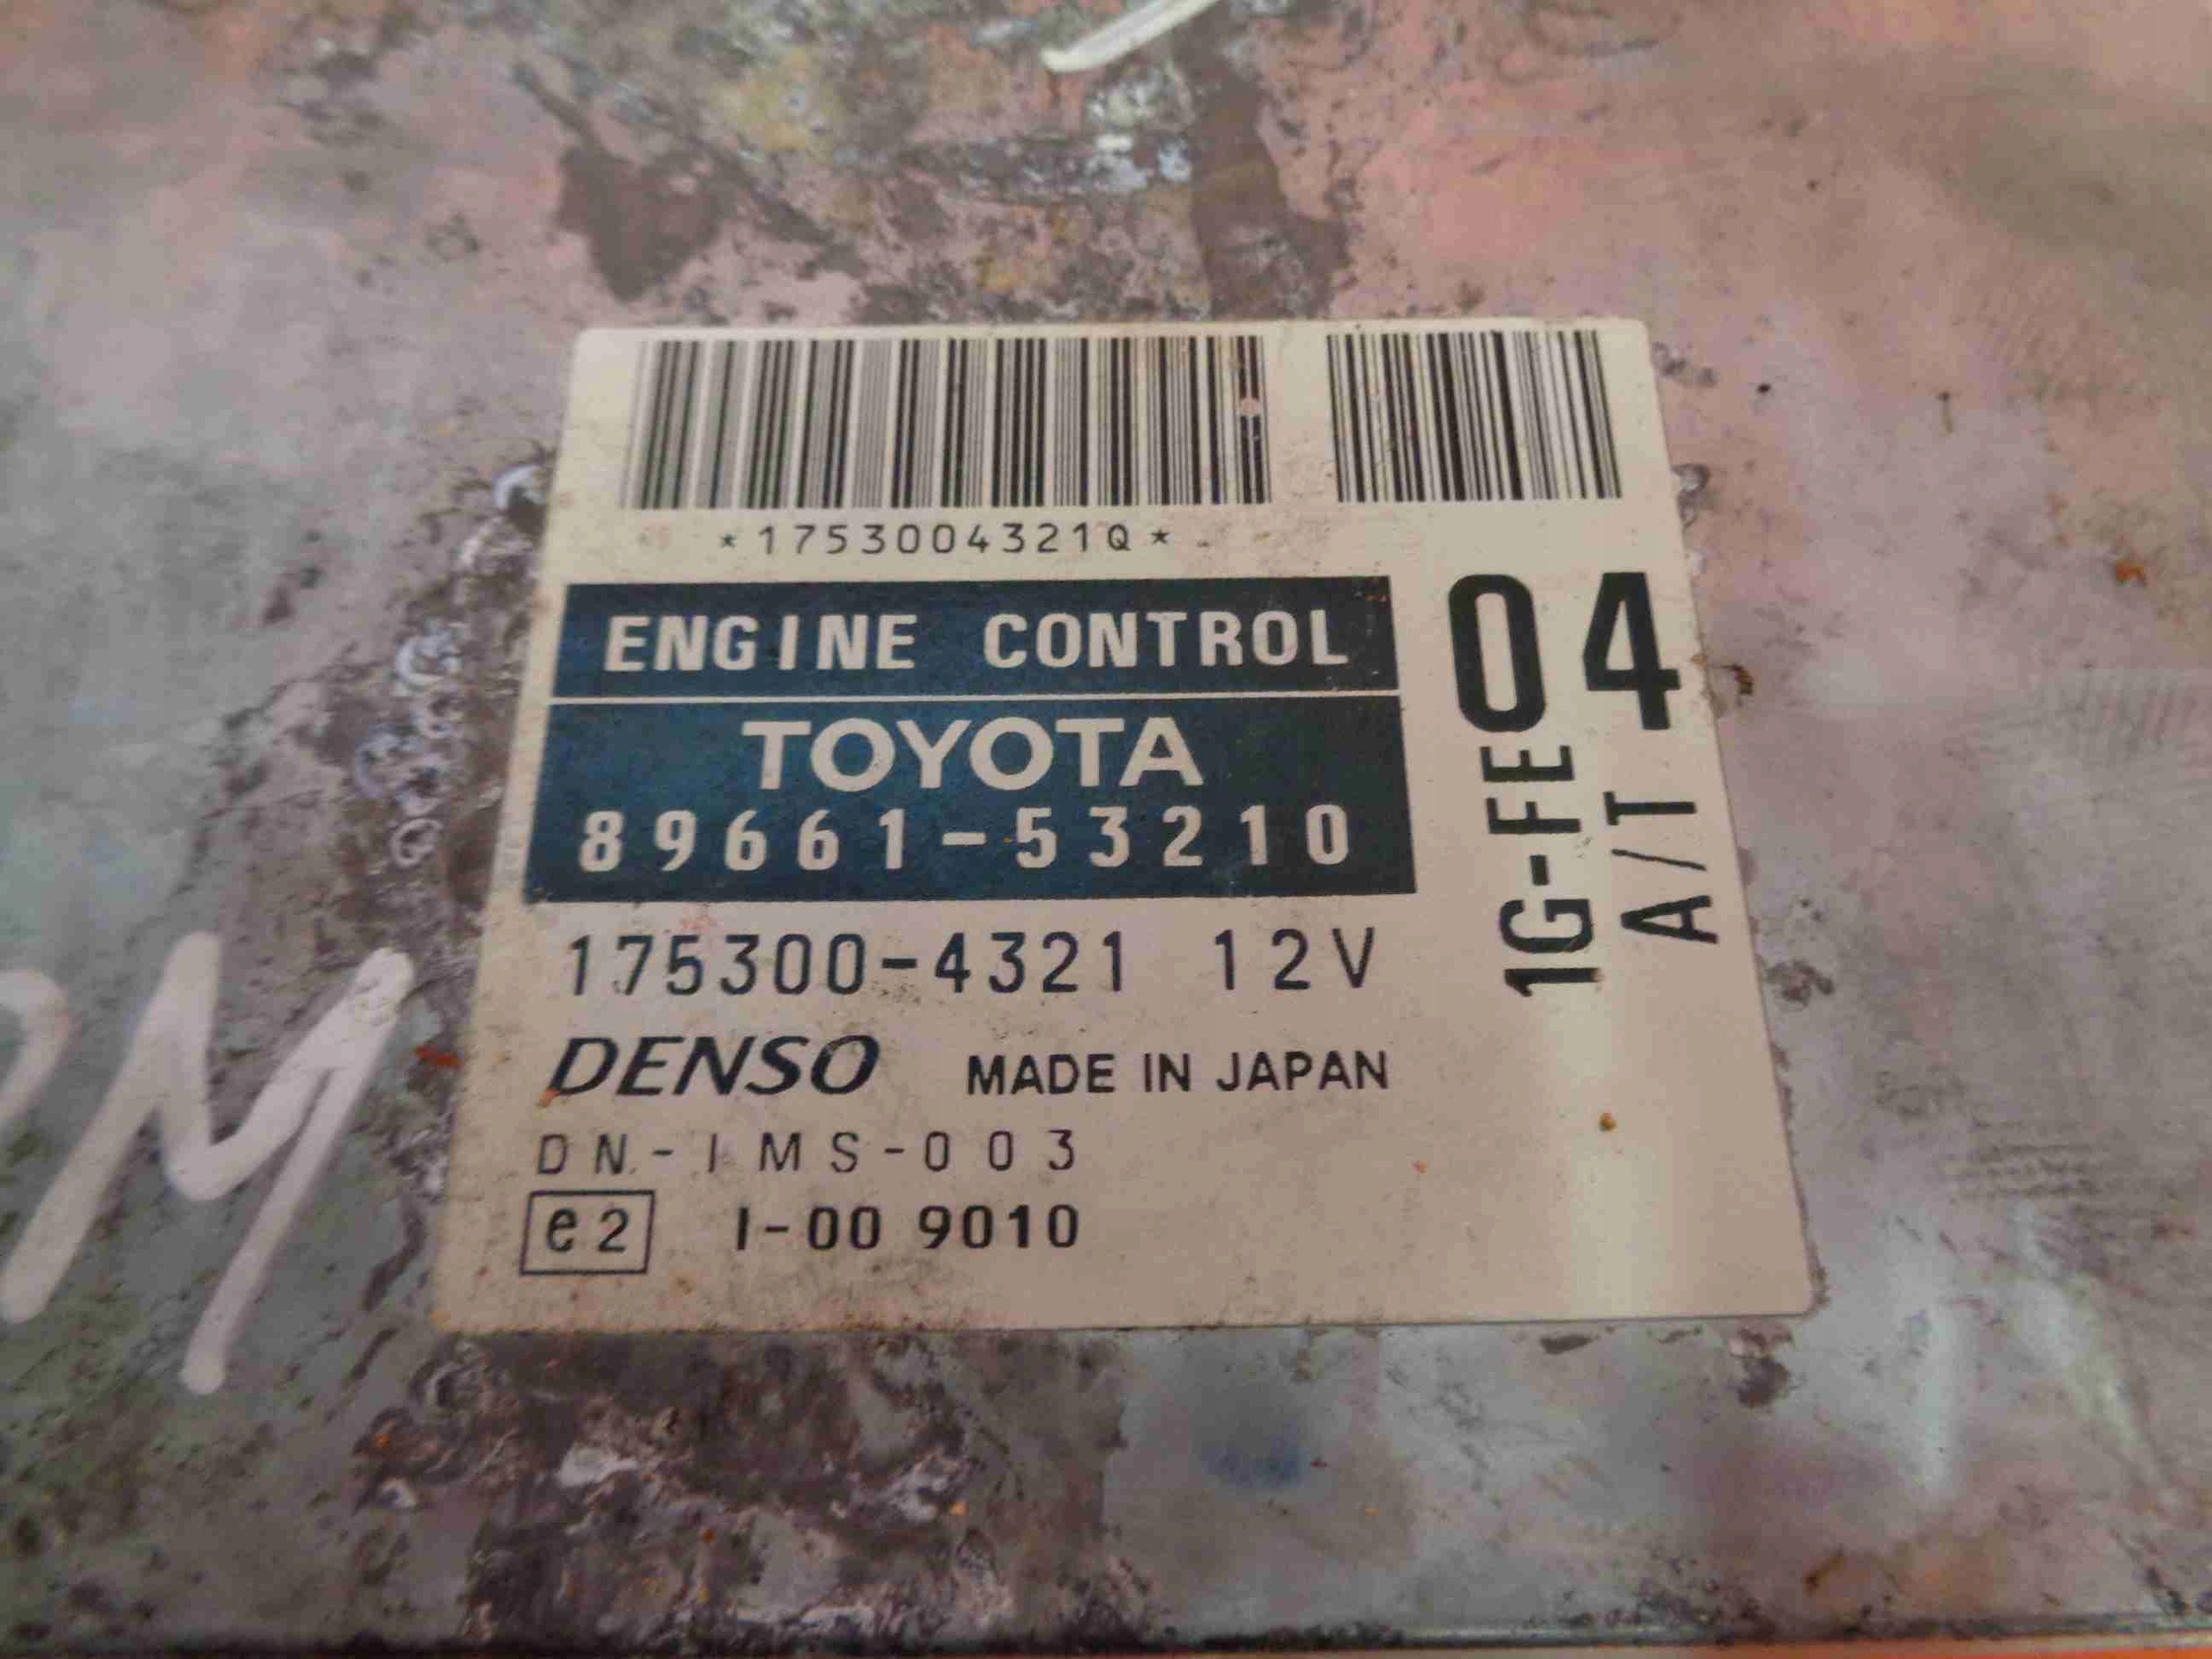 *1753004321Q*
ENGINE CONTROL
TOYOTA
89661-53210
175300-4321 12V
DENSO MADE IN JAPAN
DN-IMS-003
e2 I-00 9010
04
1G-FE
A/T
M